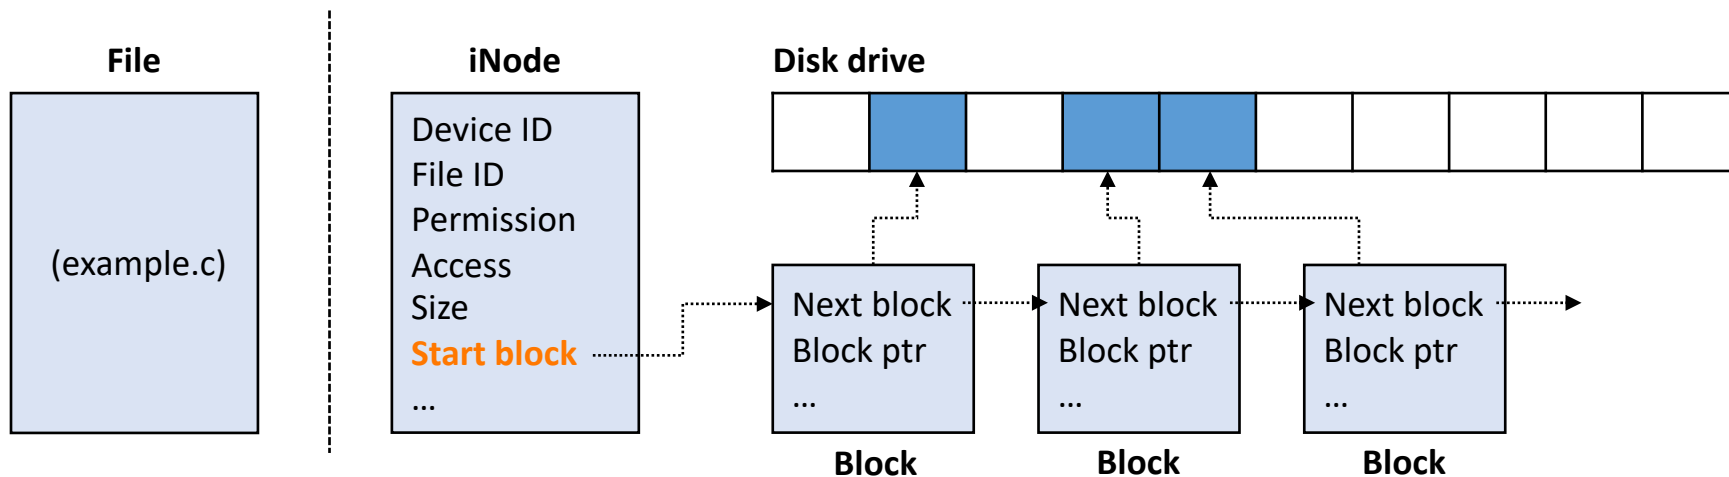 File
(example.c)
iNode
Device ID
File ID
Permission
Access
Size
Start block
...
Disk drive
Next block
Block ptr
...
Block
Next block
Block ptr
...
Block
Next block
Block ptr
...
Block